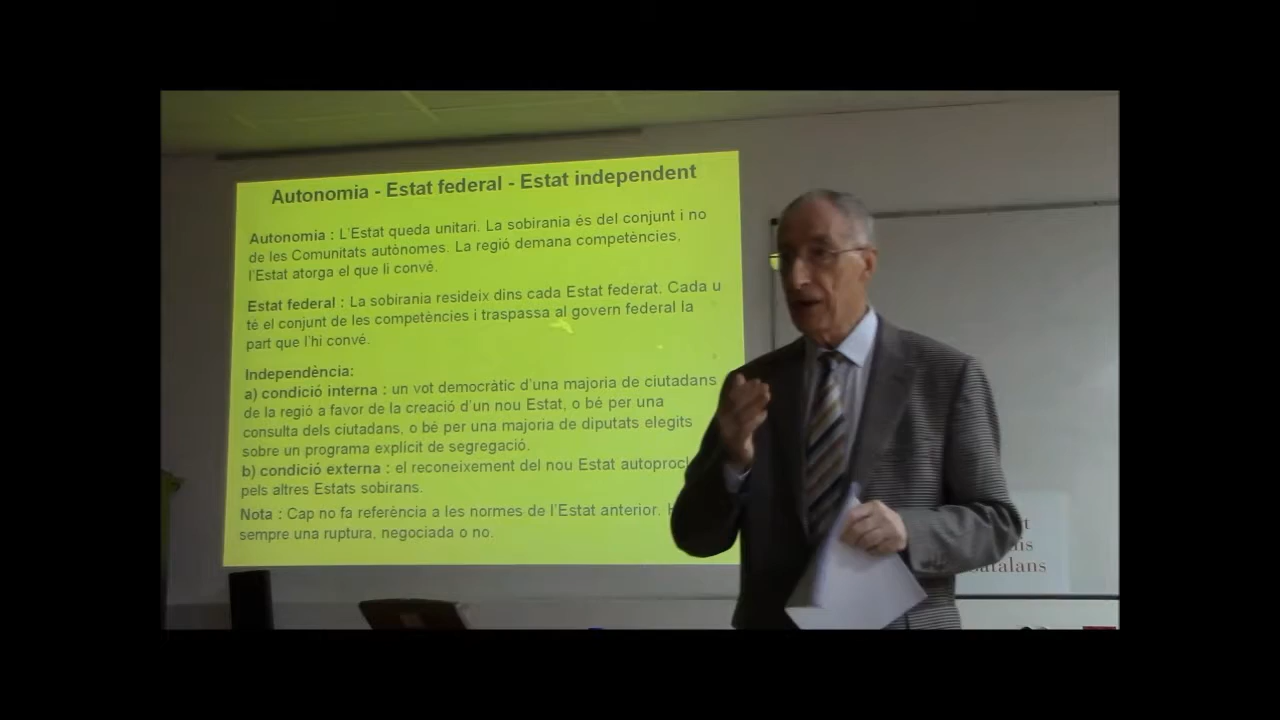 Autonomia - Estat federal - Estat independent
Autonomia : L'Estat queda unitari. La sobirania és del conjunt i no
de les Comunitats autònomes. La regió demana competències,
l'Estat atorga el que li convé.
Estat federal : La sobirania resideix dins cada Estat federat. Cada u
té el conjunt de les competències i traspassa al govern federal la
part que l'hi convé.
Independència:
a) condició interna : un vot democràtic d'una majoria de ciutadans
de la regió a favor de la creació d'un nou Estat, o bé per una
consulta dels ciutadans, o bé per una majoria de diputats elegits
sobre un programa explícit de segregació.
b) condició externa : el reconeixement del nou Estat
pels altres Estats sobirans.
Nota : Cap no fa referència a les normes de l'Estat anterior.
sempre una ruptura, negociada o no.
Catalans